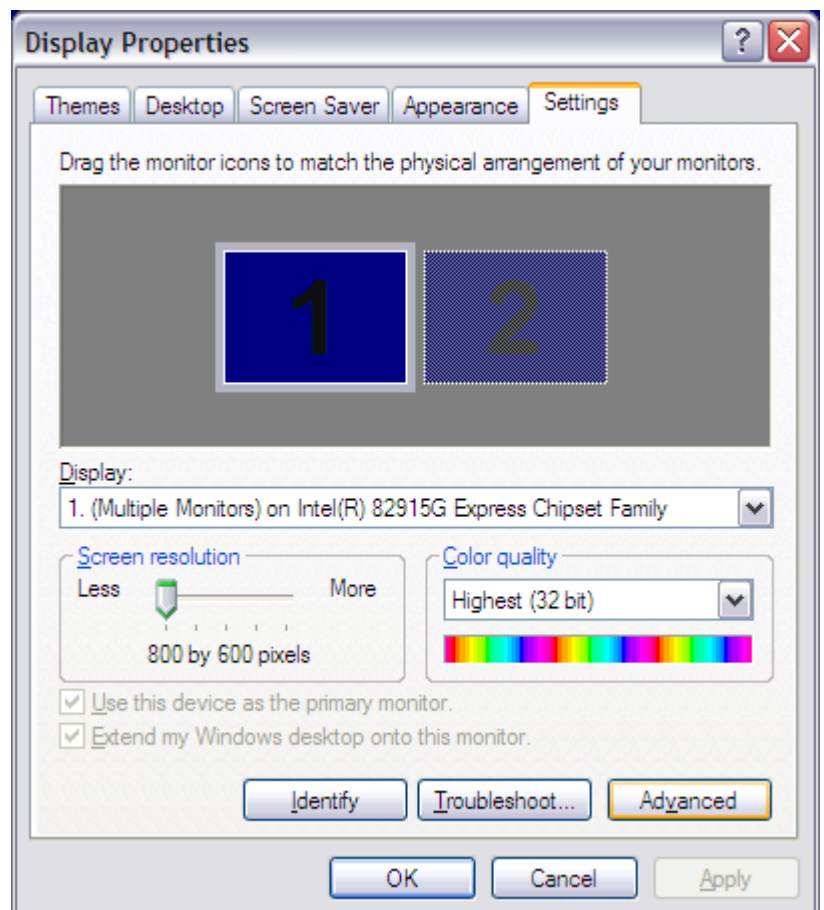 Display Properties
?
Themes Desktop Screen Saver Appearance Settings
Drag the monitor icons to match the physical arrangement of your monitors.
1 2
Display:
1. (Multiple Monitors) on Intel(R) 82915G Express Chipset Family
Screen resolution
Less More
800 by 600 pixels
Color quality
Highest (32 bit)
Use this device as the primary monitor.
Extend my Windows desktop onto this monitor.
Identify Troubleshoot... Advanced
OK Cancel Apply